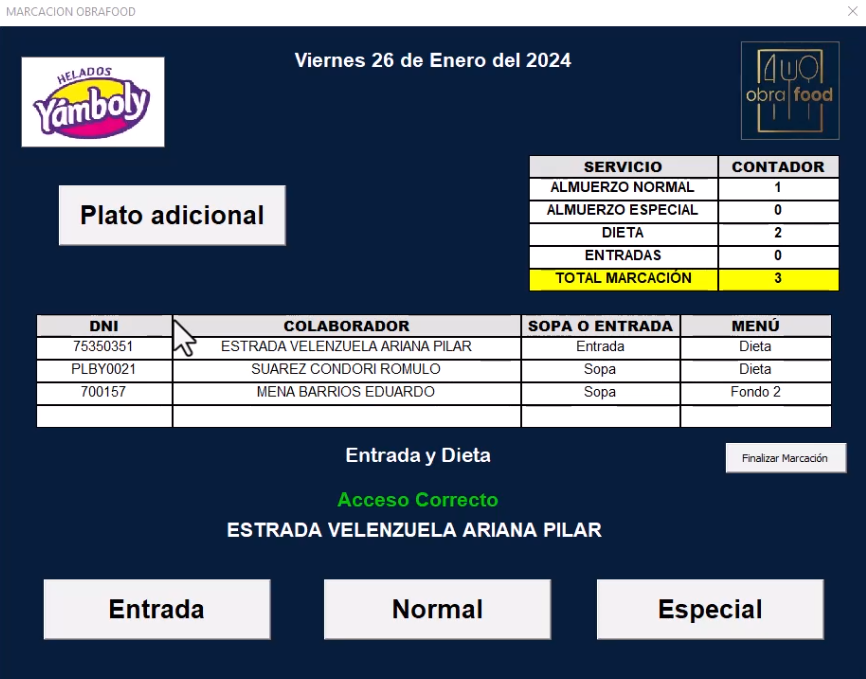 MARCACION OBRAFOOD
Viernes 26 de Enero del 2024
HELADOS
Yámboly
obra food
SERVICIO CONTADOR
ALMUERZO NORMAL 1
ALMUERZO ESPECIAL 0
DIETA 2
ENTRADAS 0
TOTAL MARCACIÓN 3
Plato adicional
DNI COLABORADOR SOPA O ENTRADA MENÚ
75350351 ESTRADA VELENZUELA ARIANA PILAR Entrada Dieta
PLBY0021 SUAREZ CONDORI ROMULO Sopa Dieta
700157 MENA BARRIOS EDUARDO Sopa Fondo 2
Entrada y Dieta
Finalizar Marcación
Acceso Correcto
ESTRADA VELENZUELA ARIANA PILAR
Entrada Normal Especial